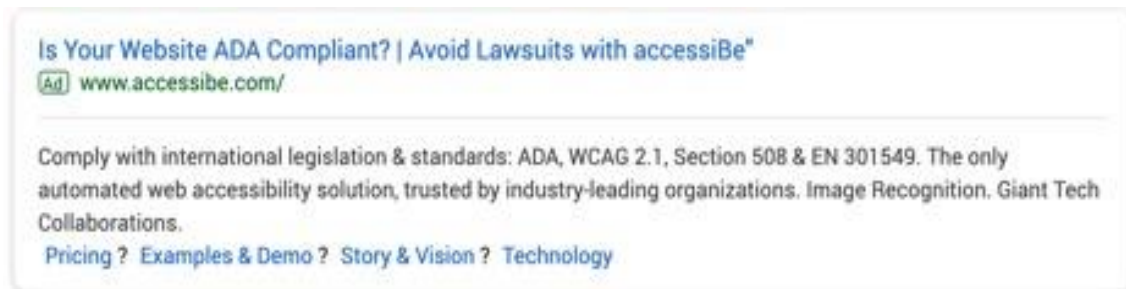 Is Your Website ADA Compliant? | Avoid Lawsuits with accessiBe"
Ad www.accessibe.com/
Comply with international legislation & standards: ADA, WCAG 2.1, Section 508 & EN 301549. The only
automated web accessibility solution, trusted by industry-leading organizations. Image Recognition. Giant Tech
Collaborations.
Pricing ? Examples & Demo ? Story & Vision ? Technology